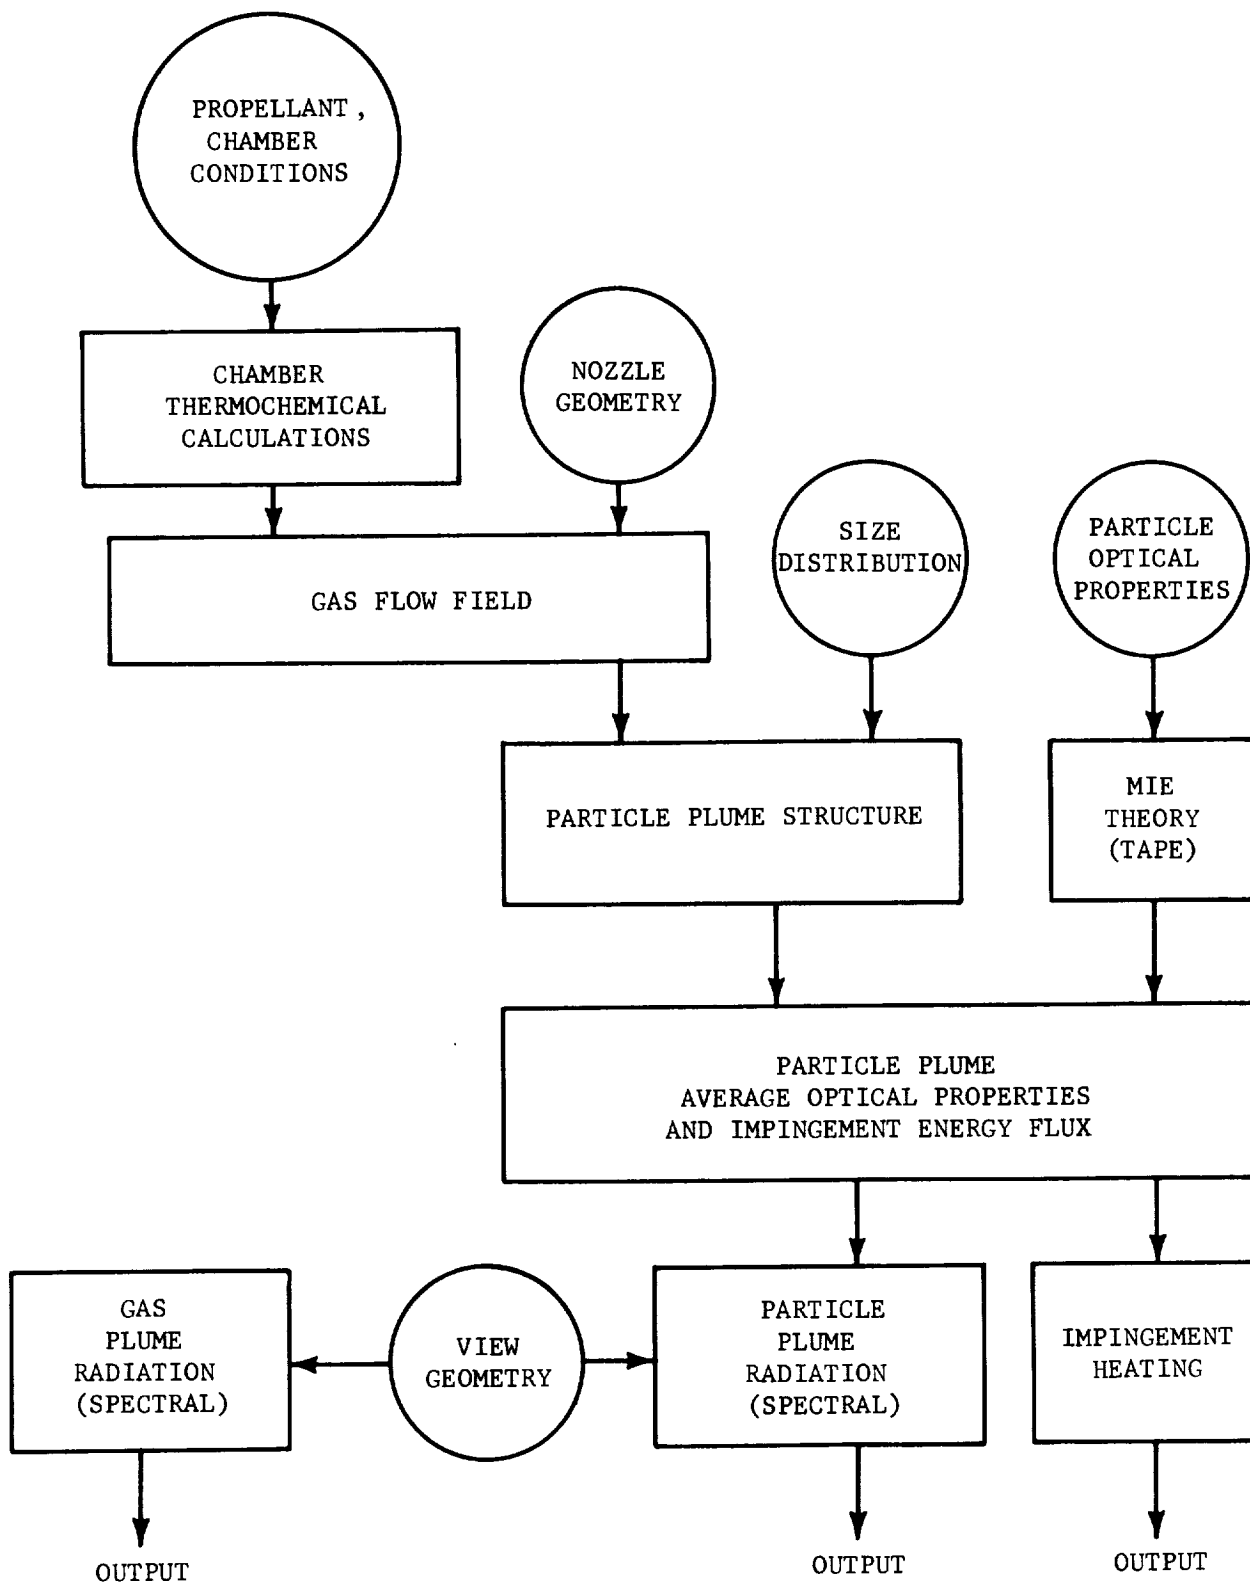 PROPELLANT,
CHAMBER
CONDITIONS
CHAMBER
THERMOCHEMICAL
CALCULATIONS
NOZZLE
GEOMETRY
GAS FLOW FIELD
SIZE
DISTRIBUTION
PARTICLE
OPTICAL
PROPERTIES
PARTICLE PLUME STRUCTURE
MIE
THEORY
(TAPE)
PARTICLE PLUME
AVERAGE OPTICAL PROPERTIES
AND IMPINGEMENT ENERGY FLUX
GAS
PLUME
RADIATION
(SPECTRAL)
VIEW
GEOMETRY
PARTICLE
PLUME
RADIATION
(SPECTRAL)
IMPINGEMENT
HEATING
OUTPUT
OUTPUT
OUTPUT